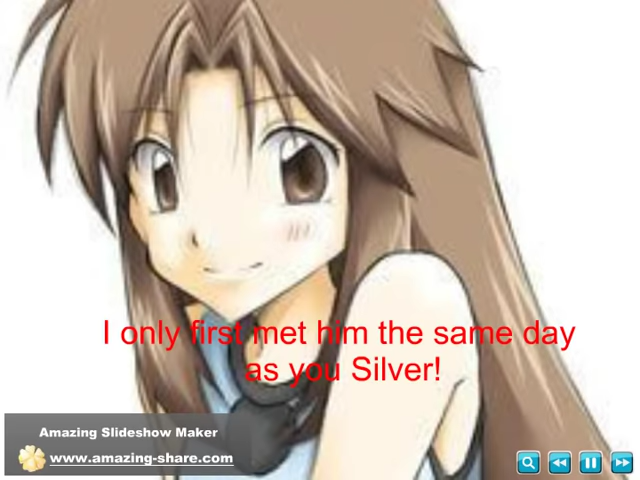 I only first met him the same day
as you Silver!
Amazing Slideshow Maker
www.amazing-share.com